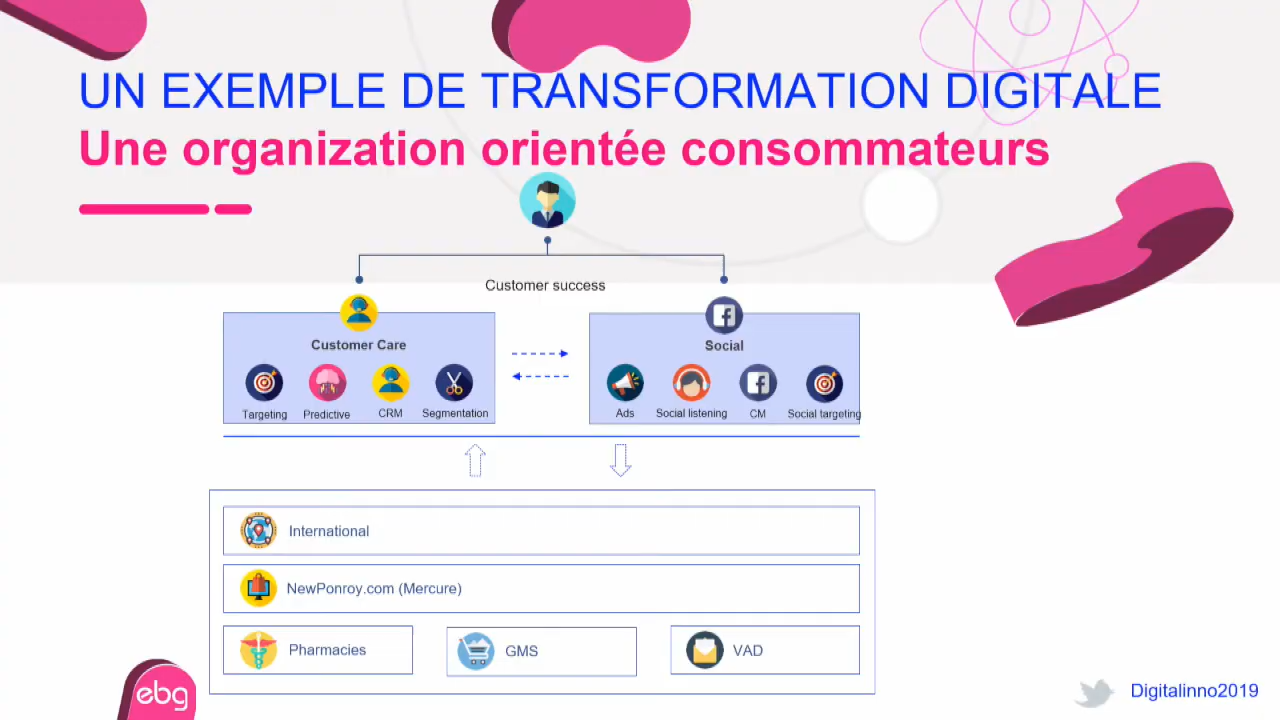 UN EXEMPLE DE TRANSFORMATION DIGITALE
Une organization orientée consommateurs
Customer success
Customer Care
Targeting
Predictive
CRM
Segmentation
Social
Ads
Social listening
CM
Social targeting
International
NewPonroy.com (Mercure)
Pharmacies
GMS
VAD
ebg
Digitalinno2019